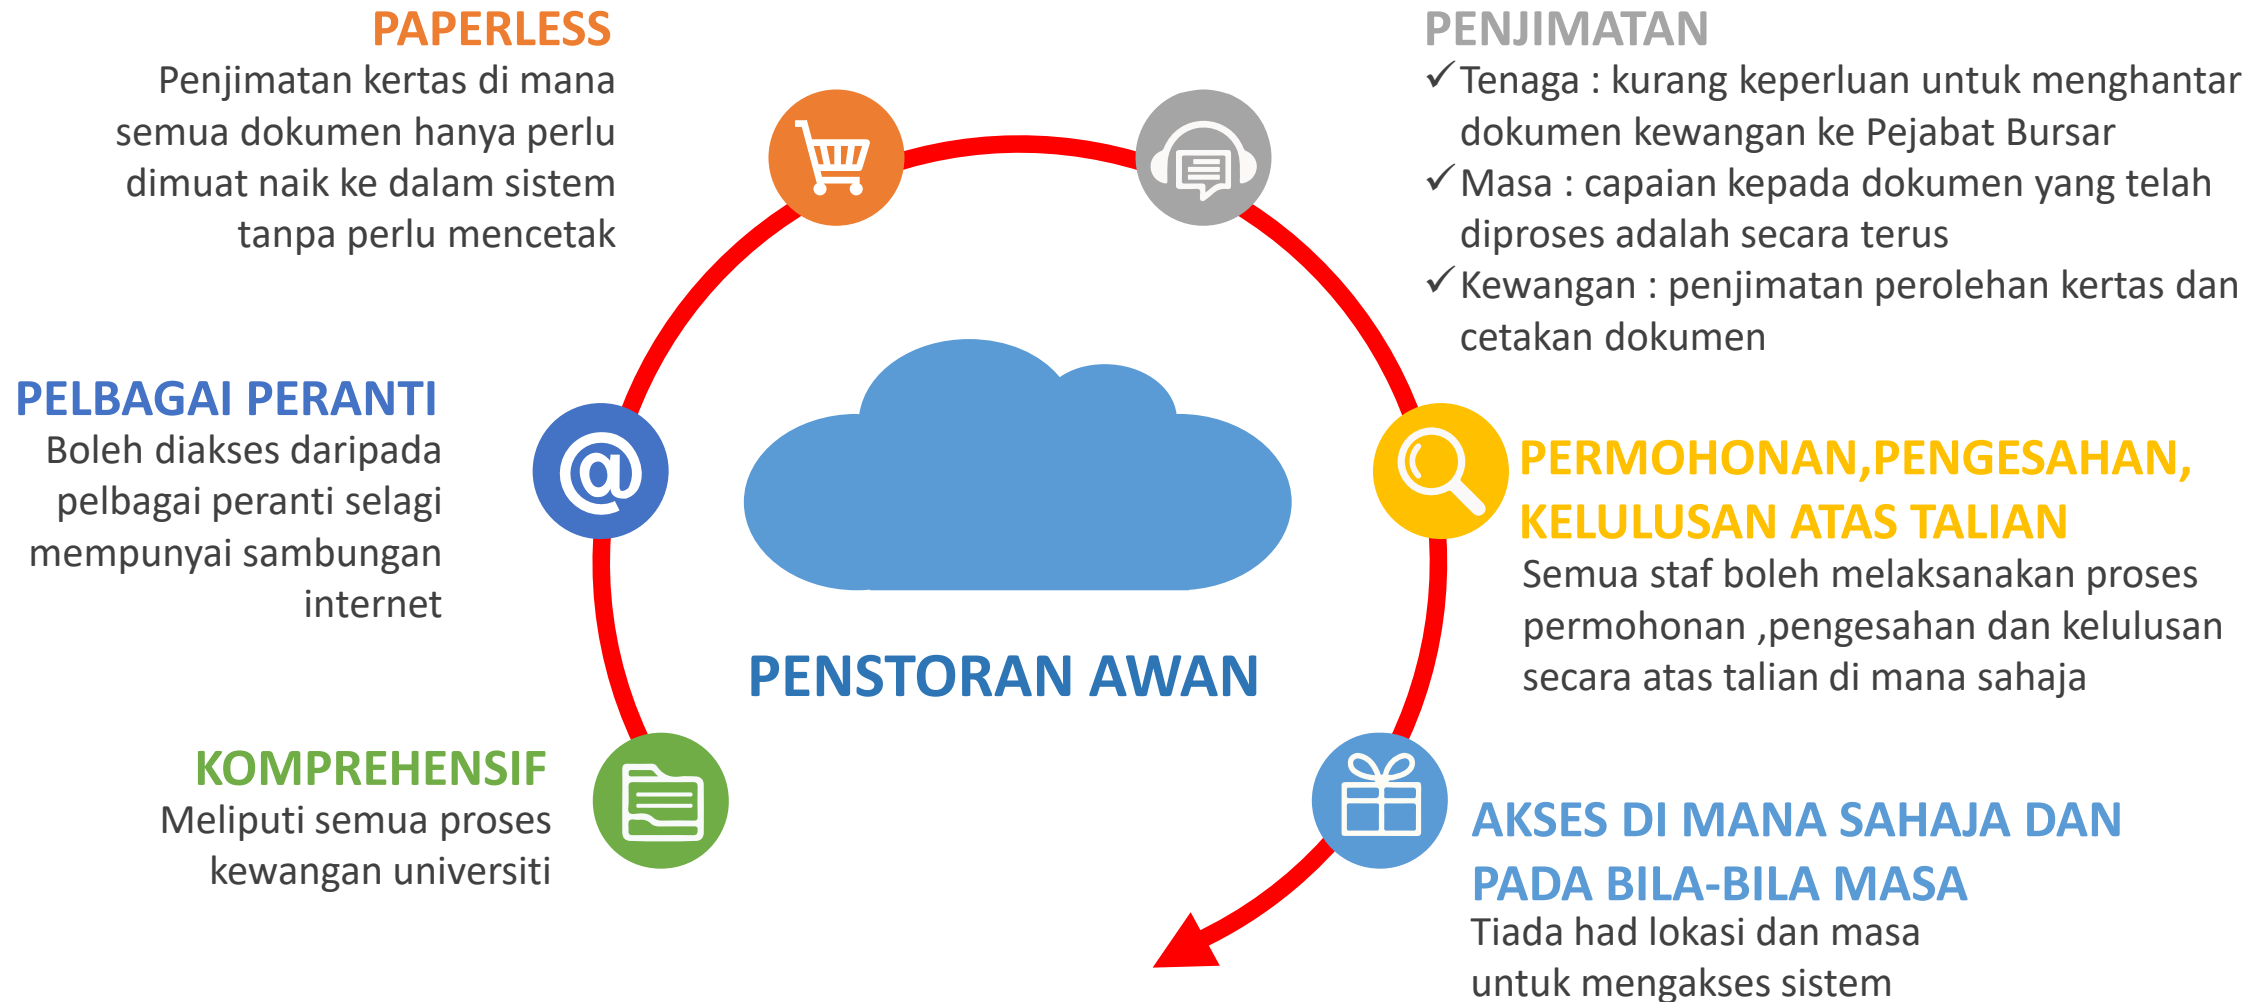 PAPERLESS
Penjimatan kertas di mana
semua dokumen hanya perlu
dimuat naik ke dalam sistem
tanpa perlu mencetak
PELBAGAI PERANTI
Boleh diakses daripada
pelbagai peranti selagi
mempunyai sambungan
internet
KOMPREHENSIF
Meliputi semua proses
kewangan universiti
@
PENSTORAN AWAN
PENJIMATAN
✓ Tenaga : kurang keperluan untuk menghantar
dokumen kewangan ke Pejabat Bursar
✓ Masa : capaian kepada dokumen yang telah
diproses adalah secara terus
✓ Kewangan : penjimatan perolehan kertas dan
cetakan dokumen
PERMOHONAN,PENGESAHAN,
KELULUSAN ATAS TALIAN
Semua staf boleh melaksanakan proses
permohonan ,pengesahan dan kelulusan
secara atas talian di mana sahaja
AKSES DI MANA SAHAJA DAN
PADA BILA-BILA MASA
Tiada had lokasi dan masa
untuk mengakses sistem